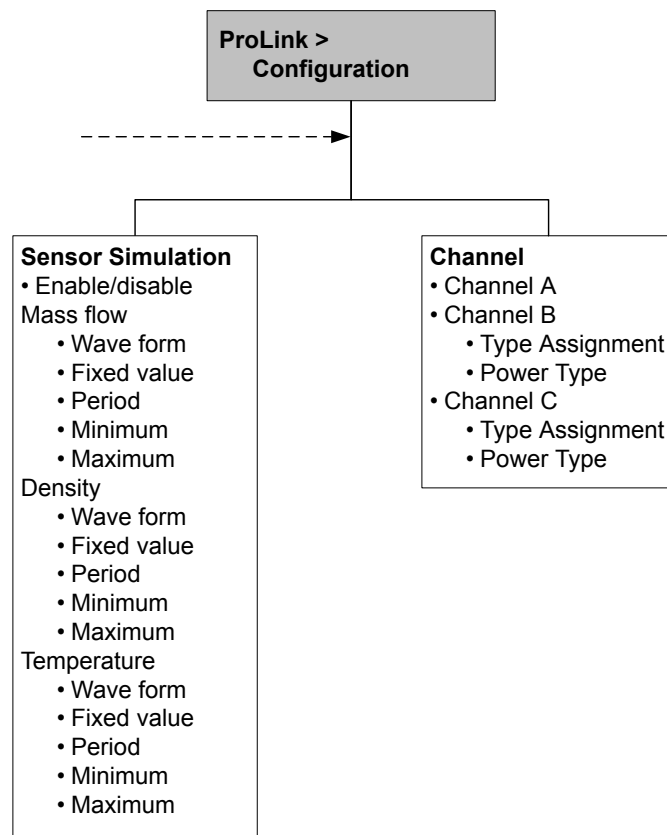 ProLink >
Configuration
Sensor Simulation
• Enable/disable
Mass flow
• Wave form
• Fixed value
• Period
• Minimum
• Maximum
Density
• Wave form
• Fixed value
• Period
• Minimum
• Maximum
Temperature
• Wave form
• Fixed value
• Period
• Minimum
• Maximum
Channel
• Channel A
• Channel B
• Type Assignment
• Power Type
• Channel C
• Type Assignment
• Power Type